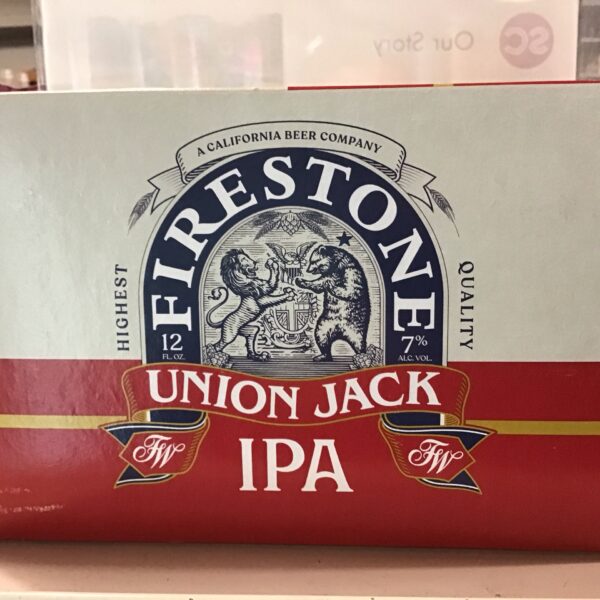 SC
Our Story
A CALIFORNIA BEER COMPANY
FIRESTONE
HIGHEST
QUALITY
12
FL. OZ.
7%
ALC. VOL.
UNION JACK
IPA
FW
FW